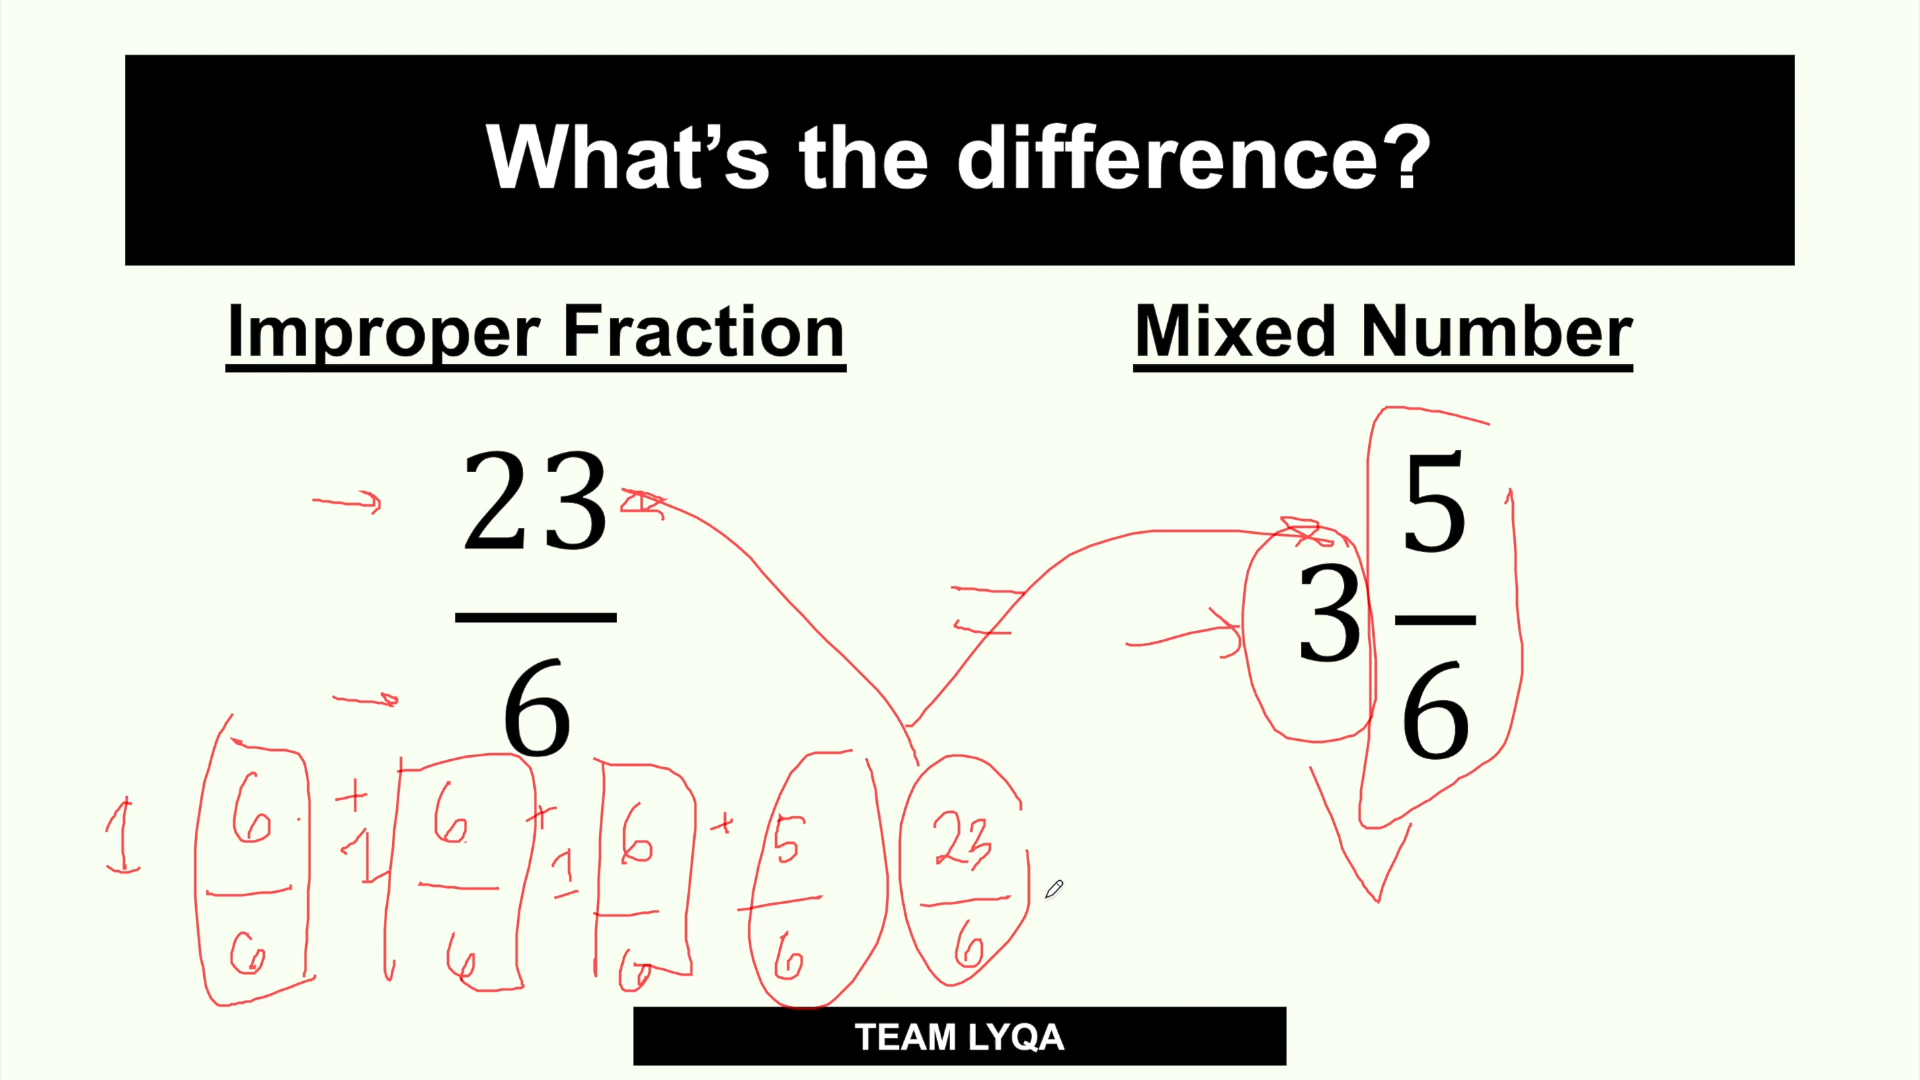 What’s the difference?
Improper Fraction
Mixed Number
23
6
=
3 5
6
1 6 + 1 6 + 1 6 + 5 23
6 6 6 6 6
TEAM LYQA